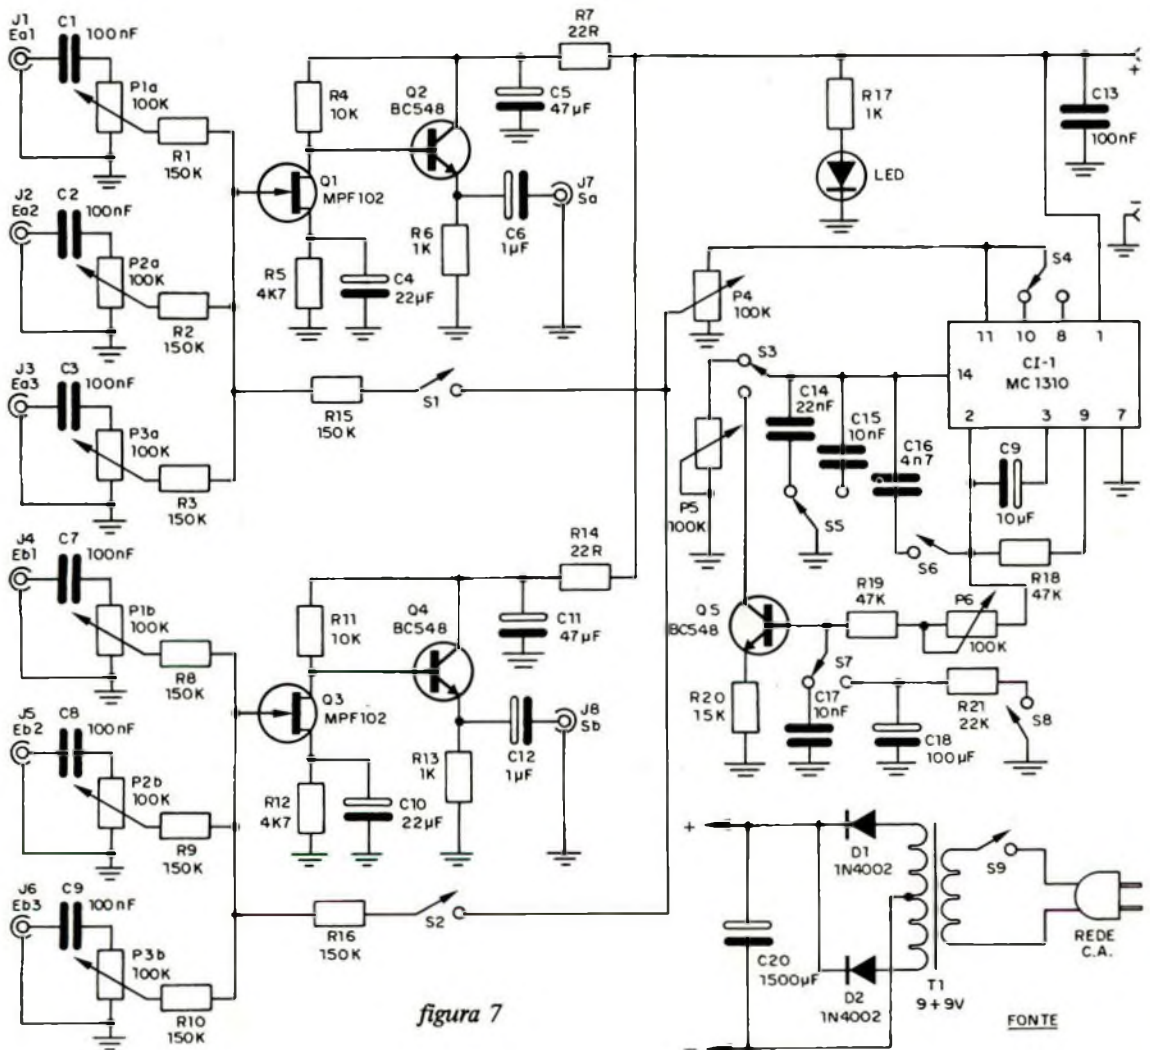 J1
Ea1
C1
100nF
P1a
100K
R1
150K
J2
Ea2
C2
100nF
P2a
100K
R2
150K
J3
Ea3
C3
100nF
P3a
100K
R3
150K
R4
10K
Q2
BC548
R7
22R
C5
47µF
Q1
MPF102
J7
Sa
R6
1K
C6
1µF
R5
4K7
C4
22µF
R15
150K
S1
R17
1K
LED
C13
100nF
+
-
P4
100K
S4
11
10
8
1
CI-1
MC1310
14
2
3
9
7
S3
C14
22nF
C15
10nF
C16
4n7
C9
10µF
P5
100K
S5
S6
R18
47K
J4
Eb1
C7
100nF
P1b
100K
R8
150K
J5
Eb2
C8
100nF
P2b
100K
R9
150K
J6
Eb3
C9
100nF
P3b
100K
R10
150K
R14
22R
R11
10K
Q4
BC548
C11
47µF
Q3
MPF102
J8
Sb
R13
1K
C12
1µF
R12
4K7
C10
22µF
R16
150K
S2
Q5
BC548
R19
47K
P6
100K
S7
R20
15K
C17
10nF
R21
22K
S8
C18
100µF
+
D1
1N4002
S9
C20
1500µF
REDE
C.A.
D2
1N4002
T1
9+9V
-
FONTE
figura 7